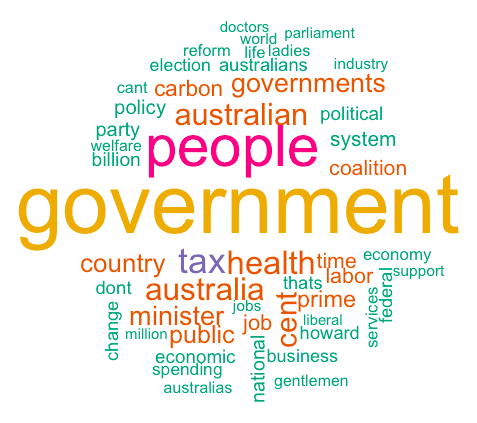 doctors
world parliament
reform life ladies
election australians industry
cant carbon governments
policy australian political
party people system
welfare
billion coalition
government
country tax health time economy
support
dont australia thats labor federal
change minister jobs cent prime services
million public job liberal howard
economic national business
spending
australias gentlemen